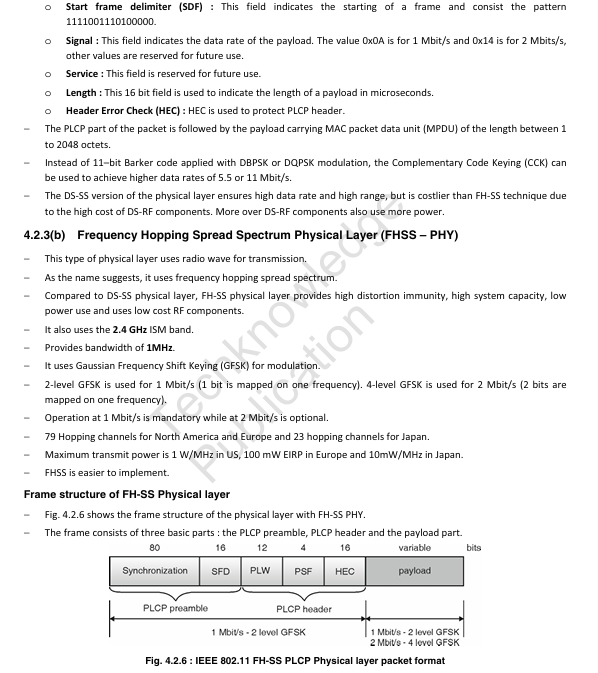 o Start frame delimiter (SDF) : This field indicates the starting of a frame and consist the pattern
1111001110100000.
o Signal : This field indicates the data rate of the payload. The value 0x0A is for 1 Mbit/s and 0x14 is for 2 Mbits/s,
other values are reserved for future use.
o Service : This field is reserved for future use.
o Length : This 16 bit field is used to indicate the length of a payload in microseconds.
o Header Error Check (HEC) : HEC is used to protect PLCP header.
– The PLCP part of the packet is followed by the payload carrying MAC packet data unit (MPDU) of the length between 1
to 2048 octets.
– Instead of 11–bit Barker code applied with DBPSK or DQPSK modulation, the Complementary Code Keying (CCK) can
be used to achieve higher data rates of 5.5 or 11 Mbit/s.
– The DS-SS version of the physical layer ensures high data rate and high range, but is costlier than FH-SS technique due
to the high cost of DS-RF components. More over DS-RF components also use more power.
4.2.3(b) Frequency Hopping Spread Spectrum Physical Layer (FHSS – PHY)
– This type of physical layer uses radio wave for transmission.
– As the name suggests, it uses frequency hopping spread spectrum.
– Compared to DS-SS physical layer, FH-SS physical layer provides high distortion immunity, high system capacity, low
power use and uses low cost RF components.
– It also uses the 2.4 GHz ISM band.
– Provides bandwidth of 1MHz.
– It uses Gaussian Frequency Shift Keying (GFSK) for modulation.
– 2-level GFSK is used for 1 Mbit/s (1 bit is mapped on one frequency). 4-level GFSK is used for 2 Mbit/s (2 bits are
mapped on one frequency).
– Operation at 1 Mbit/s is mandatory while at 2 Mbit/s is optional.
– 79 Hopping channels for North America and Europe and 23 hopping channels for Japan.
– Maximum transmit power is 1 W/MHz in US, 100 mW EIRP in Europe and 10mW/MHz in Japan.
– FHSS is easier to implement.
Frame structure of FH-SS Physical layer
– Fig. 4.2.6 shows the frame structure of the physical layer with FH-SS PHY.
– The frame consists of three basic parts : the PLCP preamble, PLCP header and the payload part.
80 16 12 4 16 variable bits
Synchronization SFD PLW PSF HEC payload
PLCP preamble PLCP header
1 Mbit/s - 2 level GFSK 1 Mbit/s - 2 level GFSK
2 Mbit/s - 4 level GFSK
Fig. 4.2.6 : IEEE 802.11 FH-SS PLCP Physical layer packet format
Techknowledge
Publication